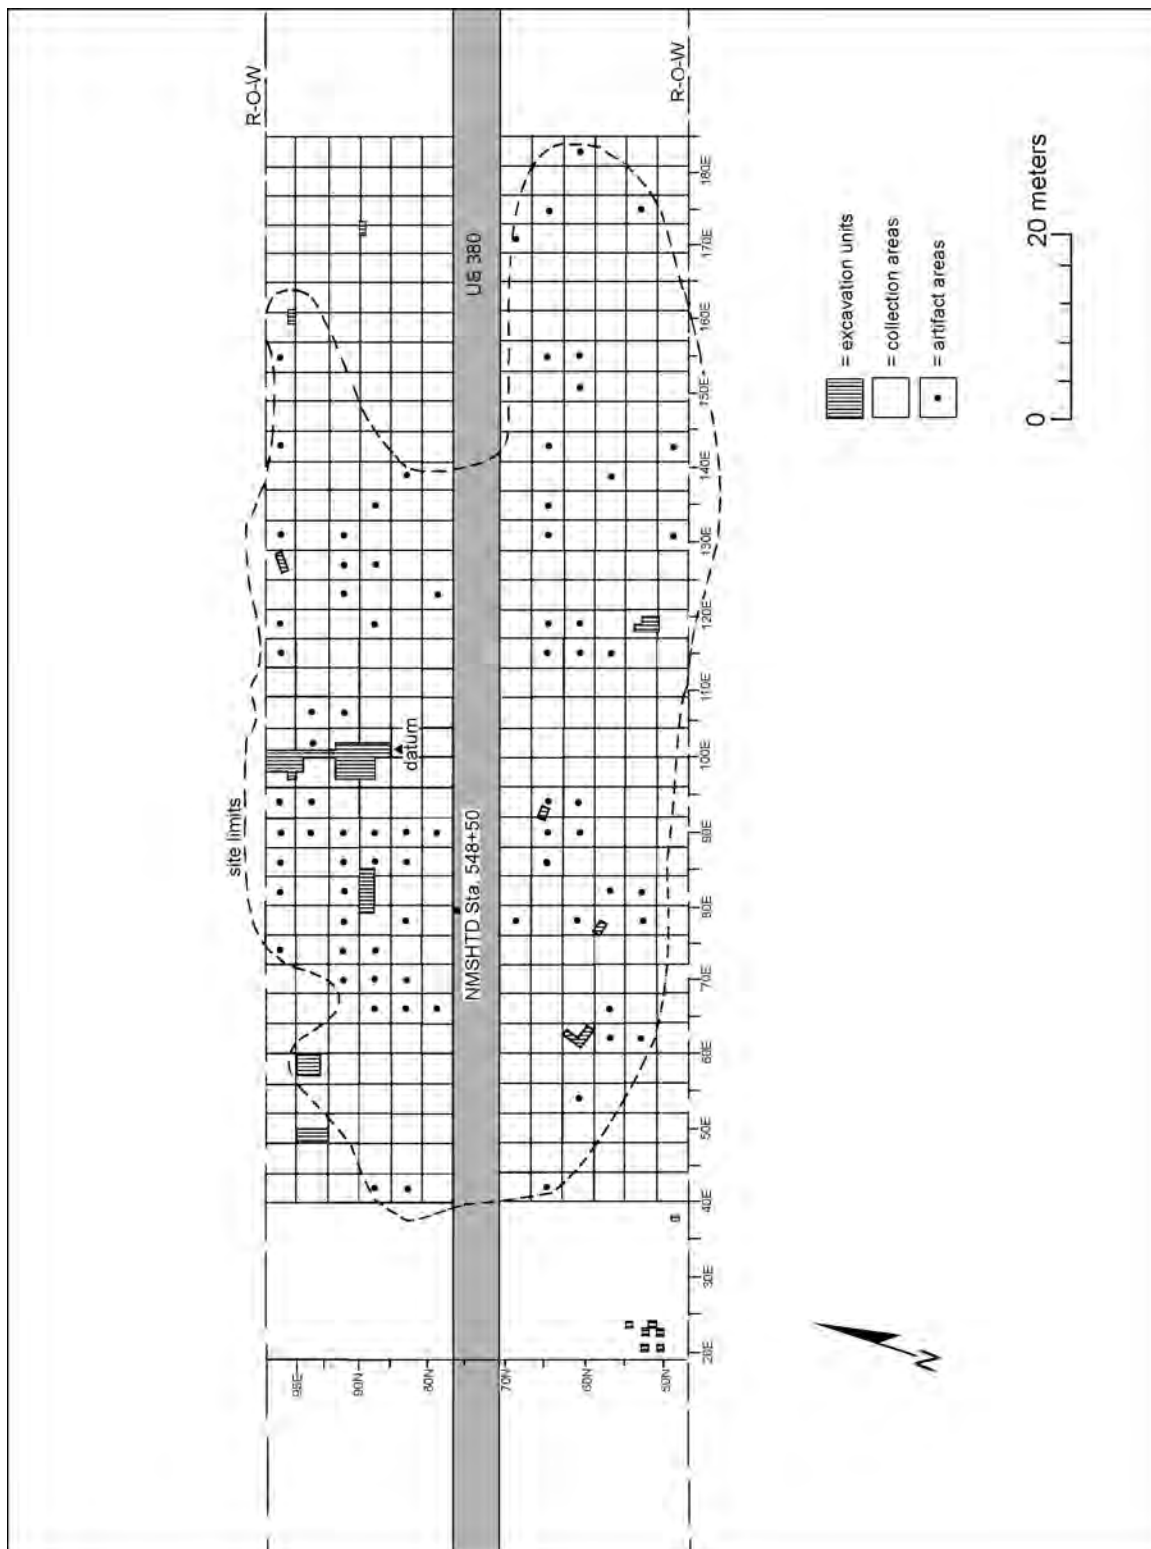 R-O-W
R-O-W
US 380
NMSHTD Sta. 548+50
site limits
datum
180E
170E
160E
150E
140E
130E
120E
110E
100E
90E
80E
70E
60E
50E
40E
30E
20E
95E
90N
80N
70N
60N
50N
= excavation units
= collection areas
= artifact areas
0
20 meters
N